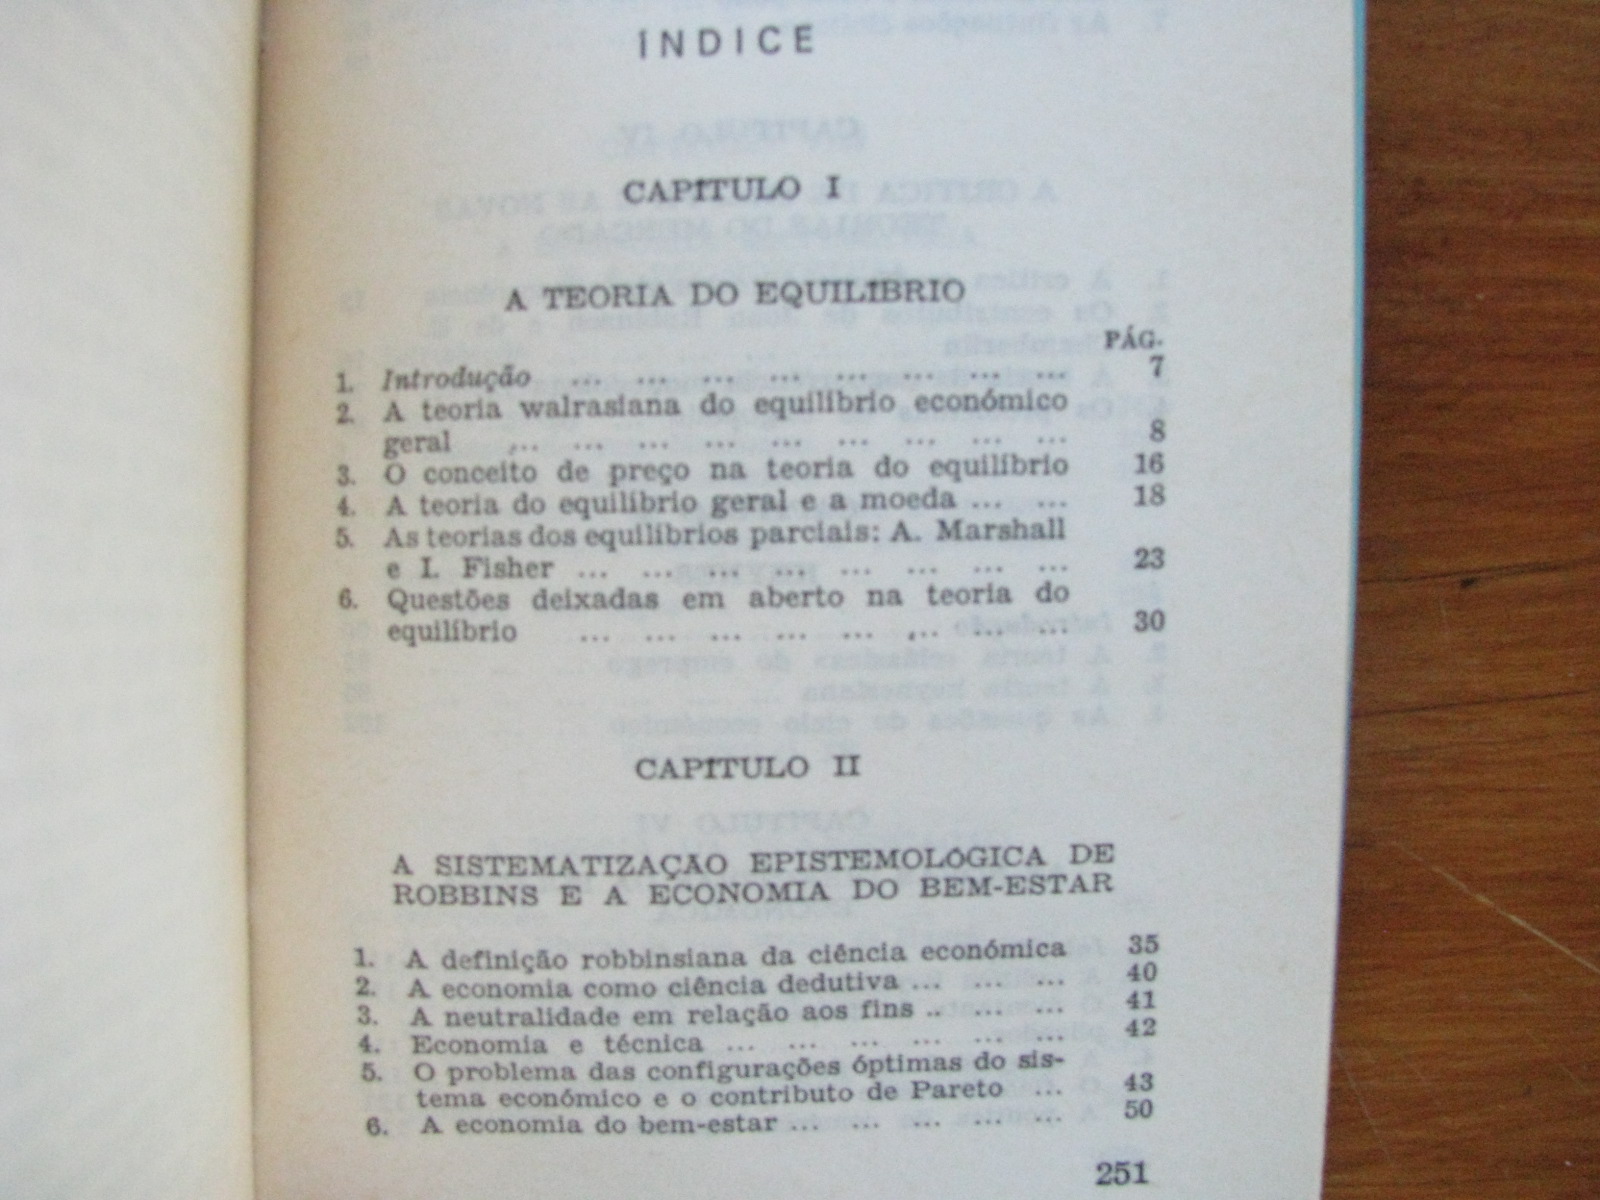 ÍNDICE
CAPÍTULO I
A TEORIA DO EQUILÍBRIO
PÁG.
1. Introdução ... ... ... ... ... ... ... ... 7
2. A teoria walrasiana do equilíbrio económico
geral ... ... ... ... ... ... ... ... ... 8
3. O conceito de preço na teoria do equilíbrio 16
4. A teoria do equilíbrio geral e a moeda ... ... 18
5. As teorias dos equilíbrios parciais: A. Marshall
e I. Fisher ... ... ... ... ... ... ... ... 23
6. Questões deixadas em aberto na teoria do
equilíbrio ... ... ... ... ... ... ... ... 30
CAPÍTULO II
A SISTEMATIZAÇÃO EPISTEMOLÓGICA DE
ROBBINS E A ECONOMIA DO BEM-ESTAR
1. A definição robbinsiana da ciência económica 35
2. A economia como ciência dedutiva ... ... ... 40
3. A neutralidade em relação aos fins .. ... ... 41
4. Economia e técnica ... ... ... ... ... ... 42
5. O problema das configurações óptimas do sis-
tema económico e o contributo de Pareto ... 43
6. A economia do bem-estar ... ... ... ... ... 50
251